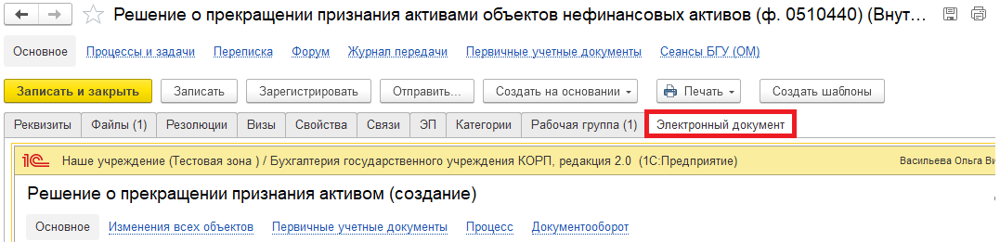 Решение о прекращении признания активами объектов нефинансовых активов (ф. 0510440) (Внут...
Основное Процессы и задачи Переписка Форум Журнал передачи Первичные учетные документы Сеансы БГУ (ОМ)
Записать и закрыть Записать Зарегистрировать Отправить... Создать на основании Печать Создать шаблоны
Реквизиты Файлы (1) Резолюции Визы Свойства Связи ЭП Категории Рабочая группа (1) Электронный документ
1С Наше учреждение (Тестовая зона ) / Бухгалтерия государственного учреждения КОРП, редакция 2.0 (1С:Предприятие) Васильева Ольга Ви
Решение о прекращении признания активом (создание)
Основное Изменения всех объектов Первичные учетные документы Процесс Документооборот